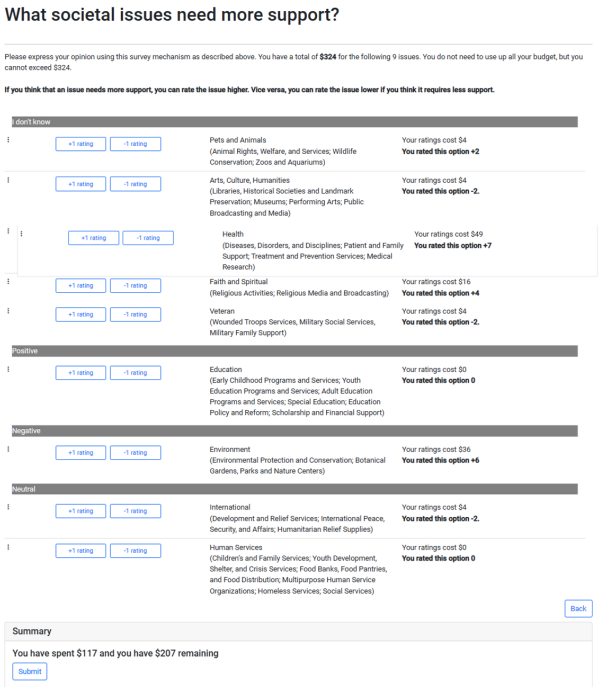 What societal issues need more support?
Please express your opinion using this survey mechanism as described above. You have a total of $324 for the following 9 issues. You do not need to use up all your budget, but you
cannot exceed $324.
If you think that an issue needs more support, you can rate the issue higher. Vice versa, you can rate the issue lower if you think it requires less support.
I don't know
+1 rating -1 rating Pets and Animals Your ratings cost $4
(Animal Rights, Welfare, and Services; Wildlife You rated this option +2
Conservation; Zoos and Aquariums)
+1 rating -1 rating Arts, Culture, Humanities Your ratings cost $4
(Libraries, Historical Societies and Landmark You rated this option -2.
Preservation; Museums; Performing Arts; Public
Broadcasting and Media)
+1 rating -1 rating Health Your ratings cost $49
(Diseases, Disorders, and Disciplines; Patient and Family You rated this option +7
Support; Treatment and Prevention Services; Medical
Research)
+1 rating -1 rating Faith and Spiritual Your ratings cost $16
(Religious Activities; Religious Media and Broadcasting) You rated this option +4
+1 rating -1 rating Veteran Your ratings cost $4
(Wounded Troops Services, Military Social Services, You rated this option -2.
Military Family Support)
Positive
+1 rating -1 rating Education Your ratings cost $0
(Early Childhood Programs and Services; Youth You rated this option 0
Education Programs and Services; Adult Education
Programs and Services; Special Education; Education
Policy and Reform; Scholarship and Financial Support)
Negative
+1 rating -1 rating Environment Your ratings cost $36
(Environmental Protection and Conservation; Botanical You rated this option +6
Gardens, Parks and Nature Centers)
Neutral
+1 rating -1 rating International Your ratings cost $4
(Development and Relief Services; International Peace, You rated this option -2.
Security, and Affairs; Humanitarian Relief Supplies)
+1 rating -1 rating Human Services Your ratings cost $0
(Children's and Family Services; Youth Development, You rated this option 0
Shelter, and Crisis Services; Food Banks, Food Pantries,
and Food Distribution; Multipurpose Human Service
Organizations; Homeless Services; Social Services)
Back
Summary
You have spent $117 and you have $207 remaining
Submit